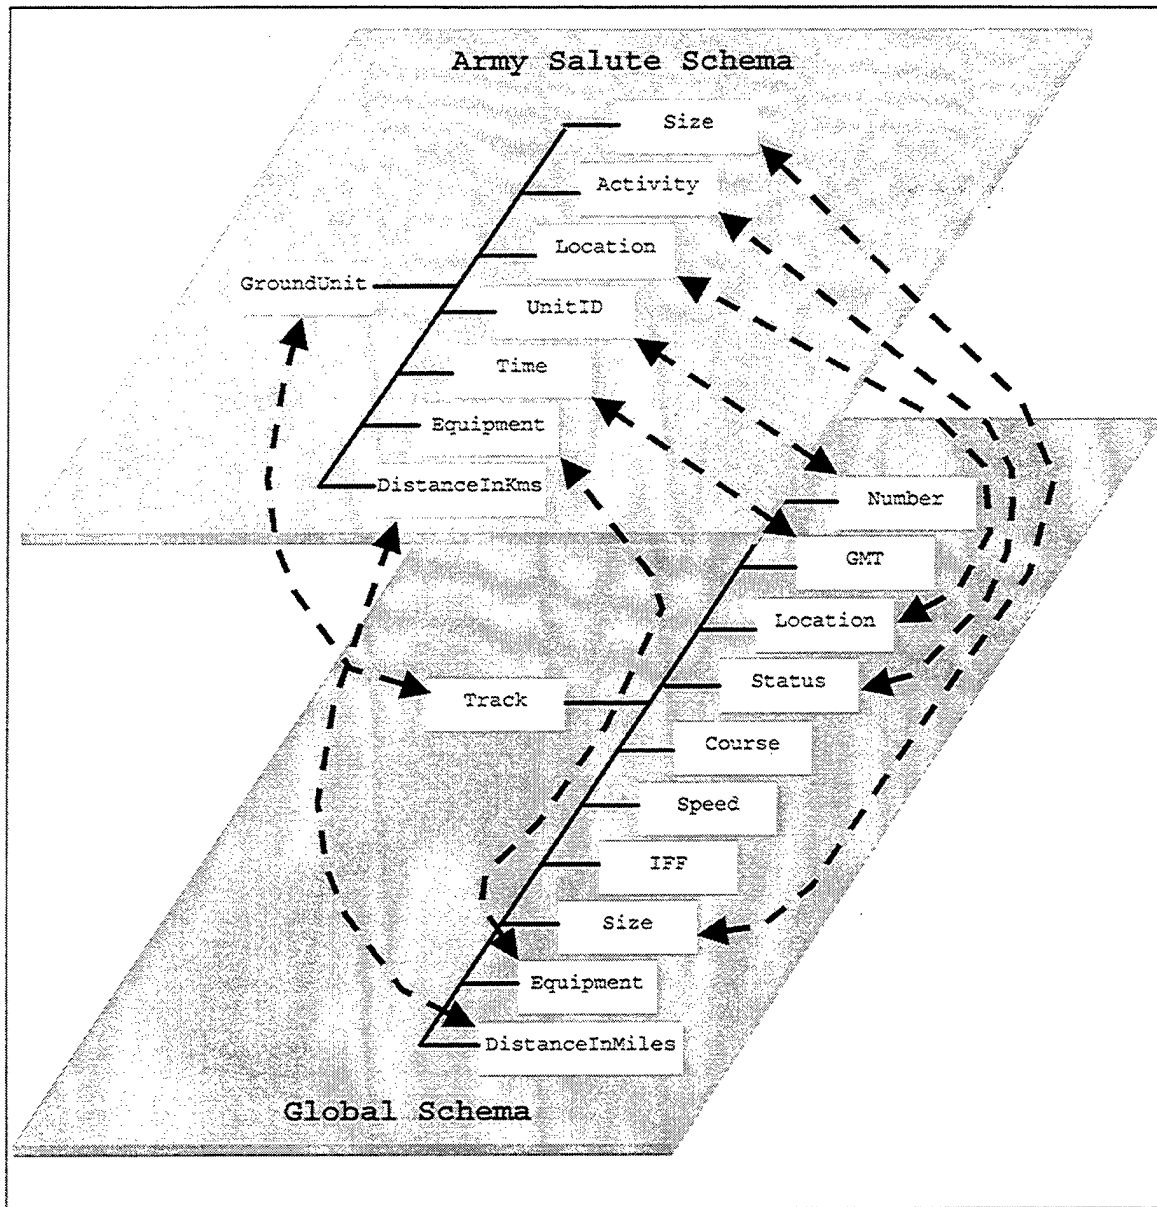 Army Salute Schema
Size
Activity
Location
GroundUnit
UnitID
Time
Equipment
DistanceInKms
Number
GMT
Location
Status
Track
Course
Speed
IFF
Size
Equipment
DistanceInMiles
Global Schema